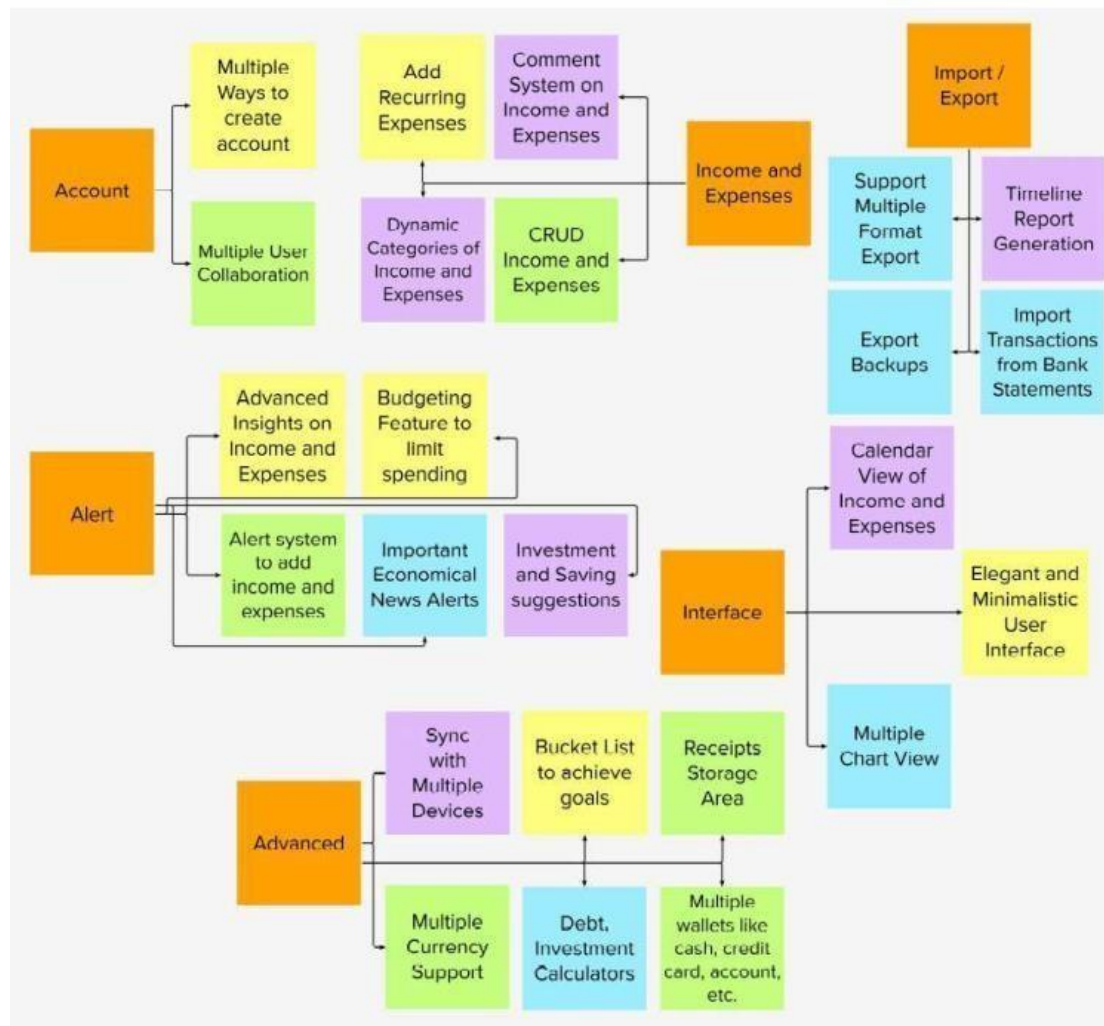 Account
Multiple
Ways to
create
account
Multiple User
Collaboration
Add
Recurring
Expenses
Comment
System on
Income and
Expenses
Dynamic
Categories of
Income and
Expenses
CRUD
Income and
Expenses
Income and
Expenses
Import /
Export
Support
Multiple
Format
Export
Timeline
Report
Generation
Export
Backups
Import
Transactions
from Bank
Statements
Alert
Advanced
Insights on
Income and
Expenses
Budgeting
Feature to
limit
spending
Alert system
to add
income and
expenses
Important
Economical
News Alerts
Investment
and Saving
suggestions
Interface
Calendar
View of
Income and
Expenses
Elegant and
Minimalistic
User
Interface
Multiple
Chart View
Advanced
Sync
with
Multiple
Devices
Bucket List
to achieve
goals
Receipts
Storage
Area
Multiple
Currency
Support
Debt,
Investment
Calculators
Multiple
wallets like
cash, credit
card, account,
etc.